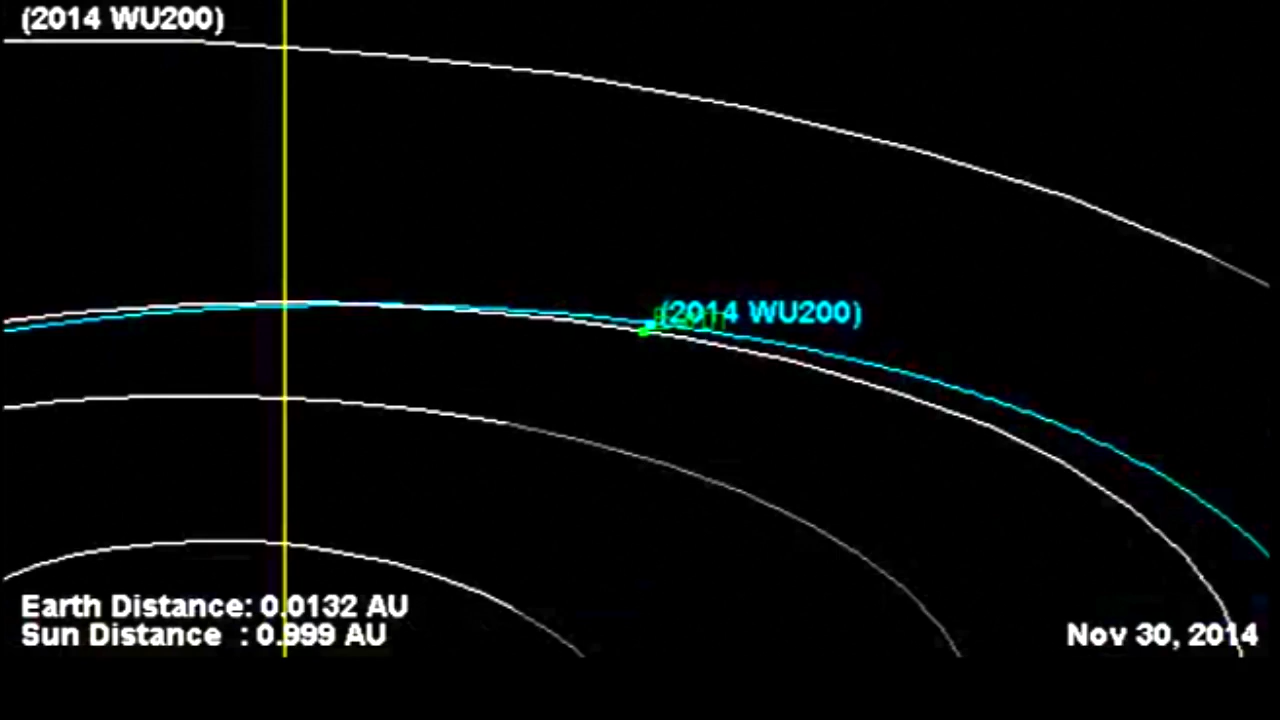 (2014 WU200)
(2014 WU200)
Earth Distance: 0.0132 AU
Sun Distance : 0.999 AU
Nov 30, 2014